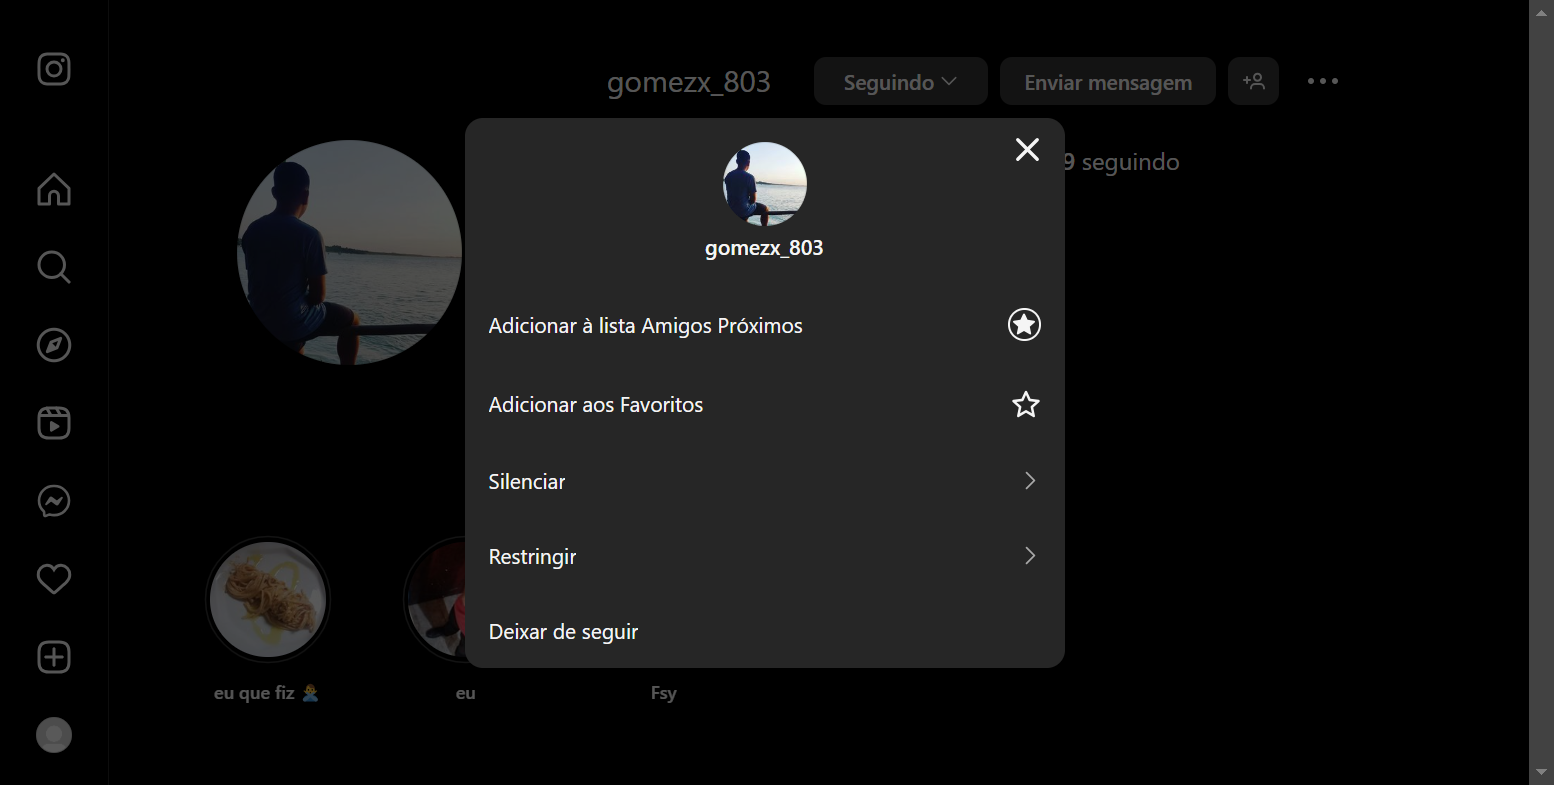 gomezx_803
Seguindo
Enviar mensagem
9 seguindo
gomezx_803
Adicionar à lista Amigos Próximos
Adicionar aos Favoritos
Silenciar
Restringir
Deixar de seguir
eu que fiz 🙎‍♂️
eu
Fsy